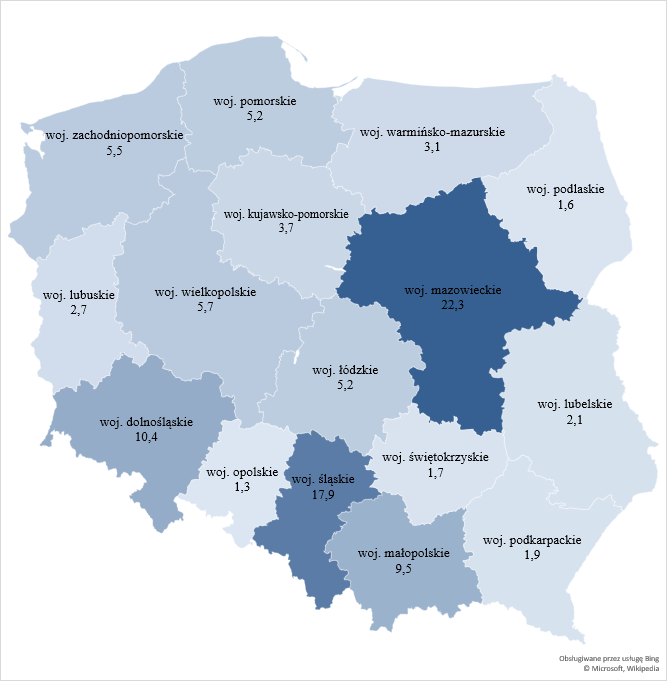 woj. pomorskie
5,2
woj. zachodniopomorskie
5,5
woj. warmińsko-mazurskie
3,1
woj. podlaskie
1,6
woj. kujawsko-pomorskie
3,7
woj. mazowieckie
22,3
woj. lubuskie
2,7
woj. wielkopolskie
5,7
woj. łódzkie
5,2
woj. lubelskie
2,1
woj. dolnośląskie
10,4
woj. opolskie
1,3
woj. śląskie
17,9
woj. świętokrzyskie
1,7
woj. małopolskie
9,5
woj. podkarpackie
1,9
Obsługiwane przez usługę Bing
© Microsoft, Wikipedia